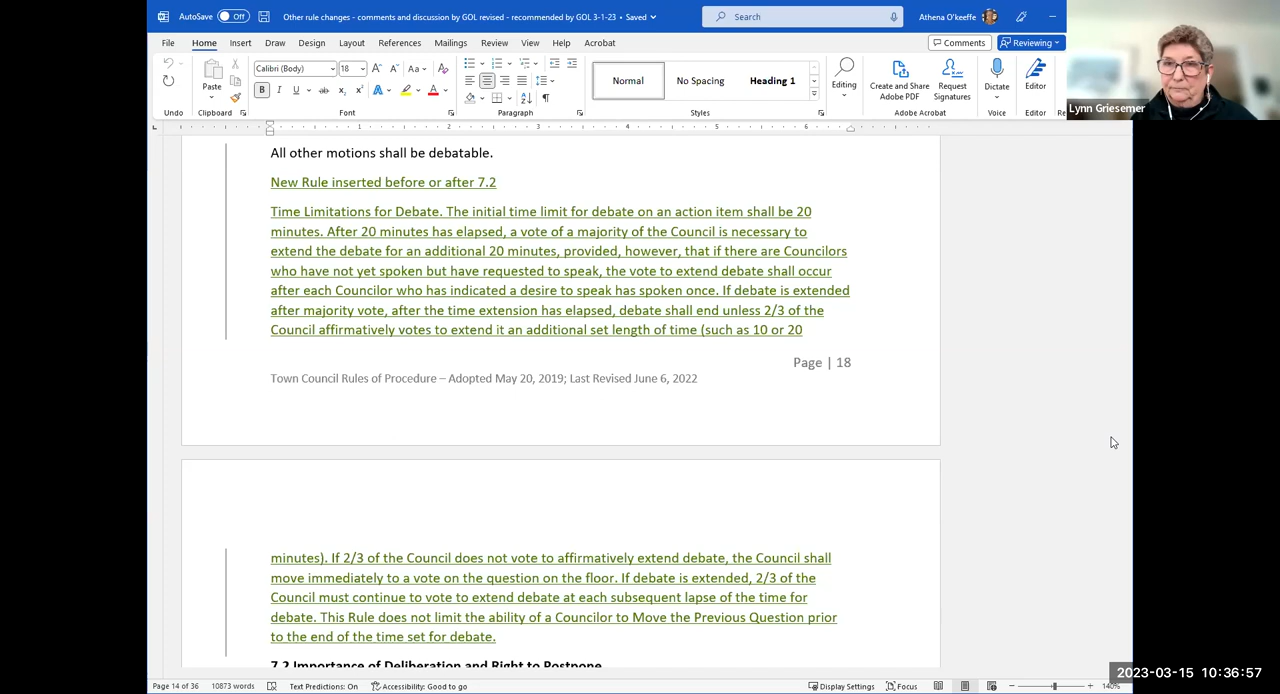 AutoSave Off Other rule changes - comments and discussion by GOL revised - recommended by GOL 3-1-23 • Saved Search Athena O'keeffe
File Home Insert Draw Design Layout References Mailings Review View Help Acrobat Comments Reviewing
Calibri (Body) 18 Aa
Paste B I U ab x₂ x² A A
Normal No Spacing Heading 1
Editing Create and Share Adobe PDF Request Signatures Dictate Editor
Undo Clipboard Font Paragraph Styles Adobe Acrobat Voice Editor Re
Lynn Griesemer
1 2 3 4 5 6
All other motions shall be debatable.
New Rule inserted before or after 7.2
Time Limitations for Debate. The initial time limit for debate on an action item shall be 20
minutes. After 20 minutes has elapsed, a vote of a majority of the Council is necessary to
extend the debate for an additional 20 minutes, provided, however, that if there are Councilors
who have not yet spoken but have requested to speak, the vote to extend debate shall occur
after each Councilor who has indicated a desire to speak has spoken once. If debate is extended
after majority vote, after the time extension has elapsed, debate shall end unless 2/3 of the
Council affirmatively votes to extend it an additional set length of time (such as 10 or 20
Page | 18
Town Council Rules of Procedure – Adopted May 20, 2019; Last Revised June 6, 2022
minutes). If 2/3 of the Council does not vote to affirmatively extend debate, the Council shall
move immediately to a vote on the question on the floor. If debate is extended, 2/3 of the
Council must continue to vote to extend debate at each subsequent lapse of the time for
debate. This Rule does not limit the ability of a Councilor to Move the Previous Question prior
to the end of the time set for debate.
7.2 Importance of Deliberation and Right to Postpone
2023-03-15 10:36:57
Page 14 of 36 10873 words Text Predictions: On Accessibility: Good to go Display Settings Focus 140%